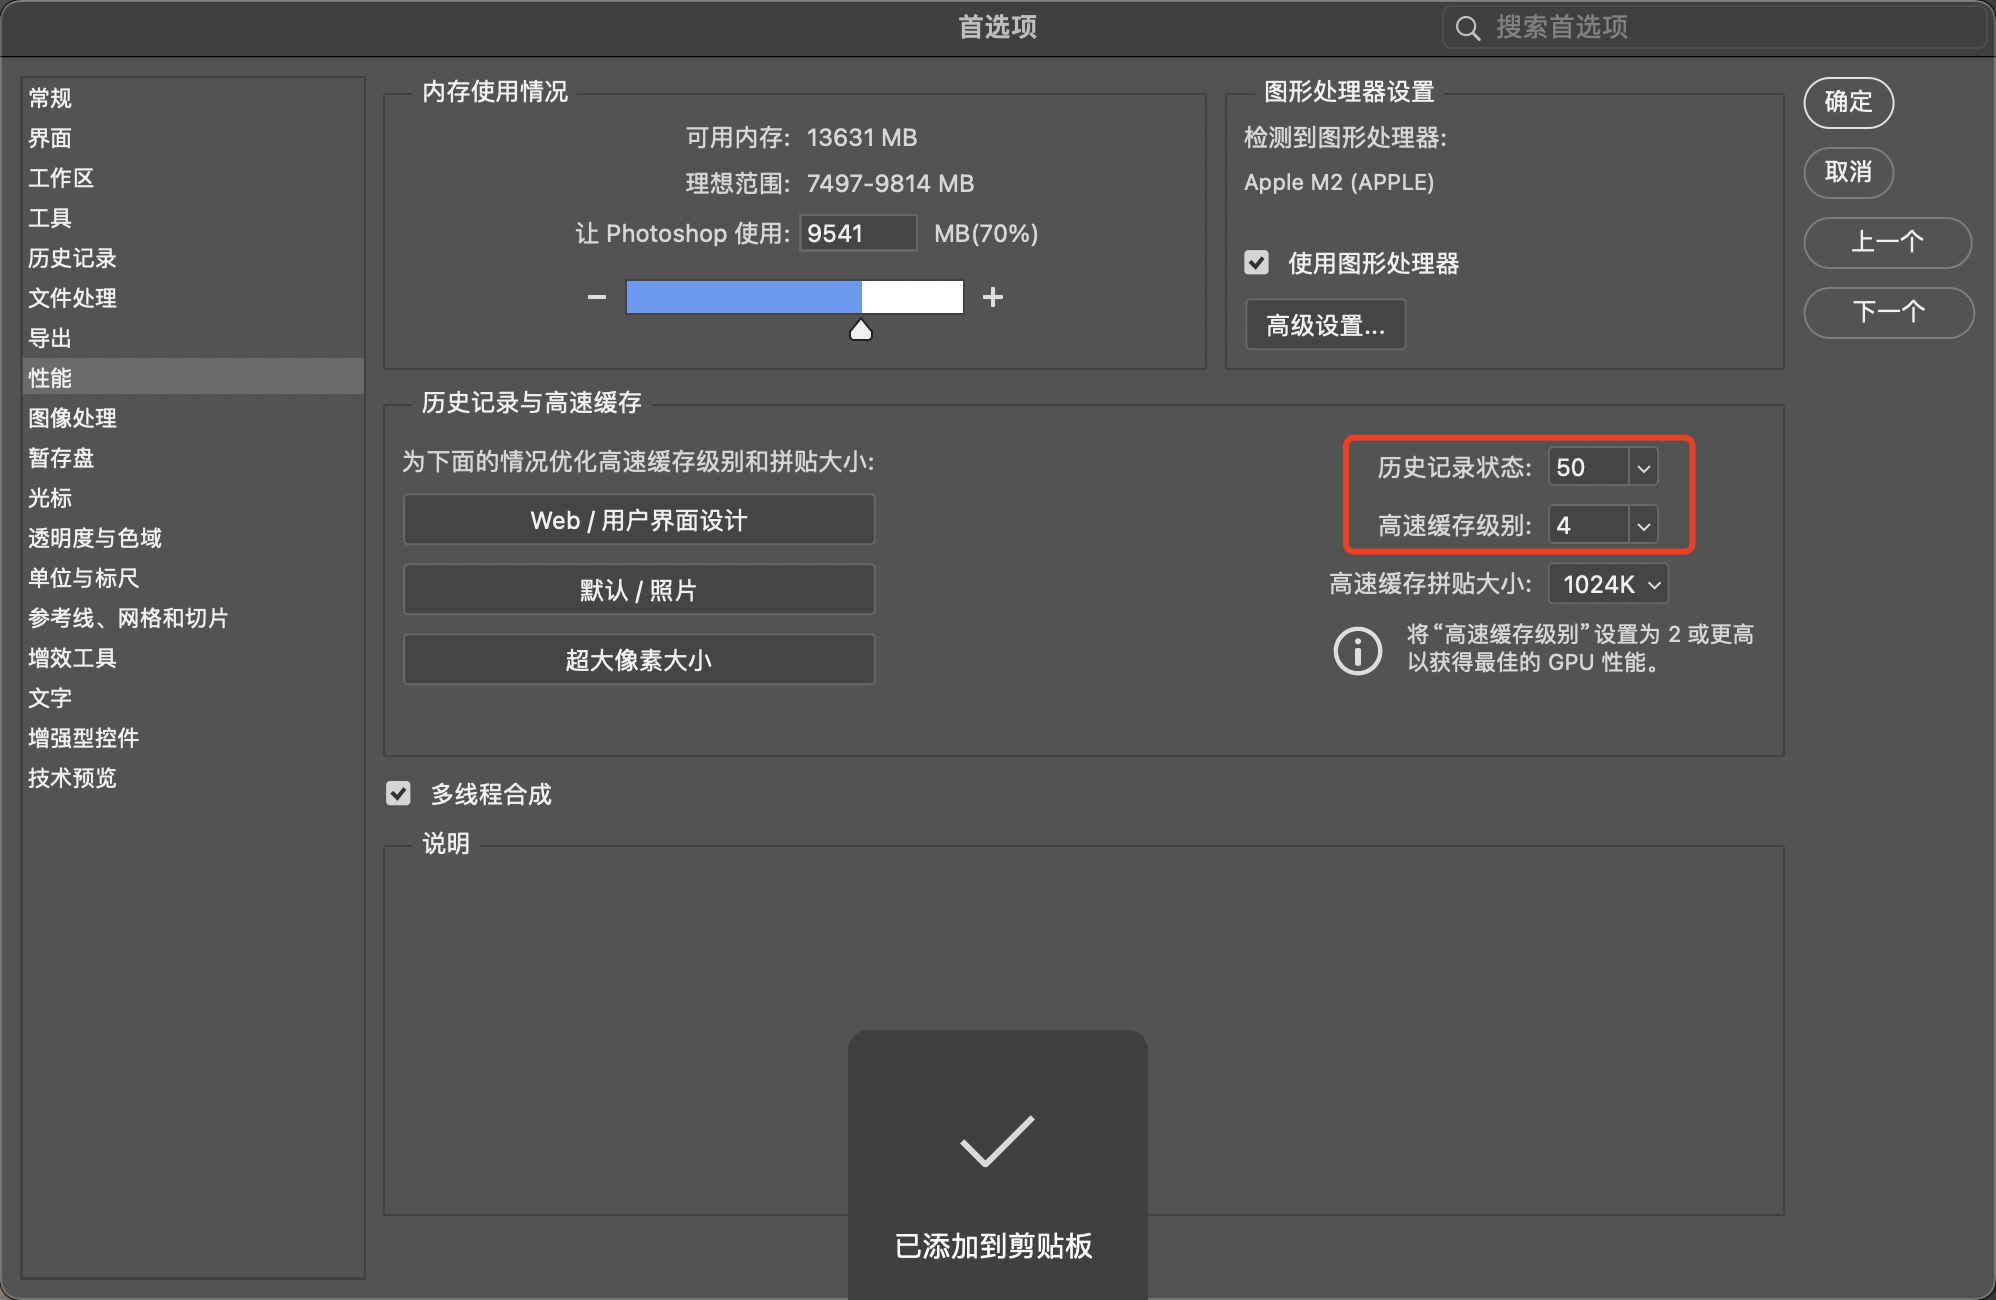 首选项
搜索首选项
常规
界面
工作区
工具
历史记录
文件处理
导出
性能
图像处理
暂存盘
光标
透明度与色域
单位与标尺
参考线、网格和切片
增效工具
文字
增强型控件
技术预览
内存使用情况
可用内存: 13631 MB
理想范围: 7497-9814 MB
让 Photoshop 使用: 9541 MB(70%)
图形处理器设置
检测到图形处理器:
Apple M2 (APPLE)
使用图形处理器
高级设置...
确定
取消
上一个
下一个
历史记录与高速缓存
为下面的情况优化高速缓存级别和拼贴大小:
Web / 用户界面设计
默认 / 照片
超大像素大小
历史记录状态: 50
高速缓存级别: 4
高速缓存拼贴大小: 1024K
将“高速缓存级别”设置为 2 或更高
以获得最佳的 GPU 性能。
多线程合成
说明
已添加到剪贴板